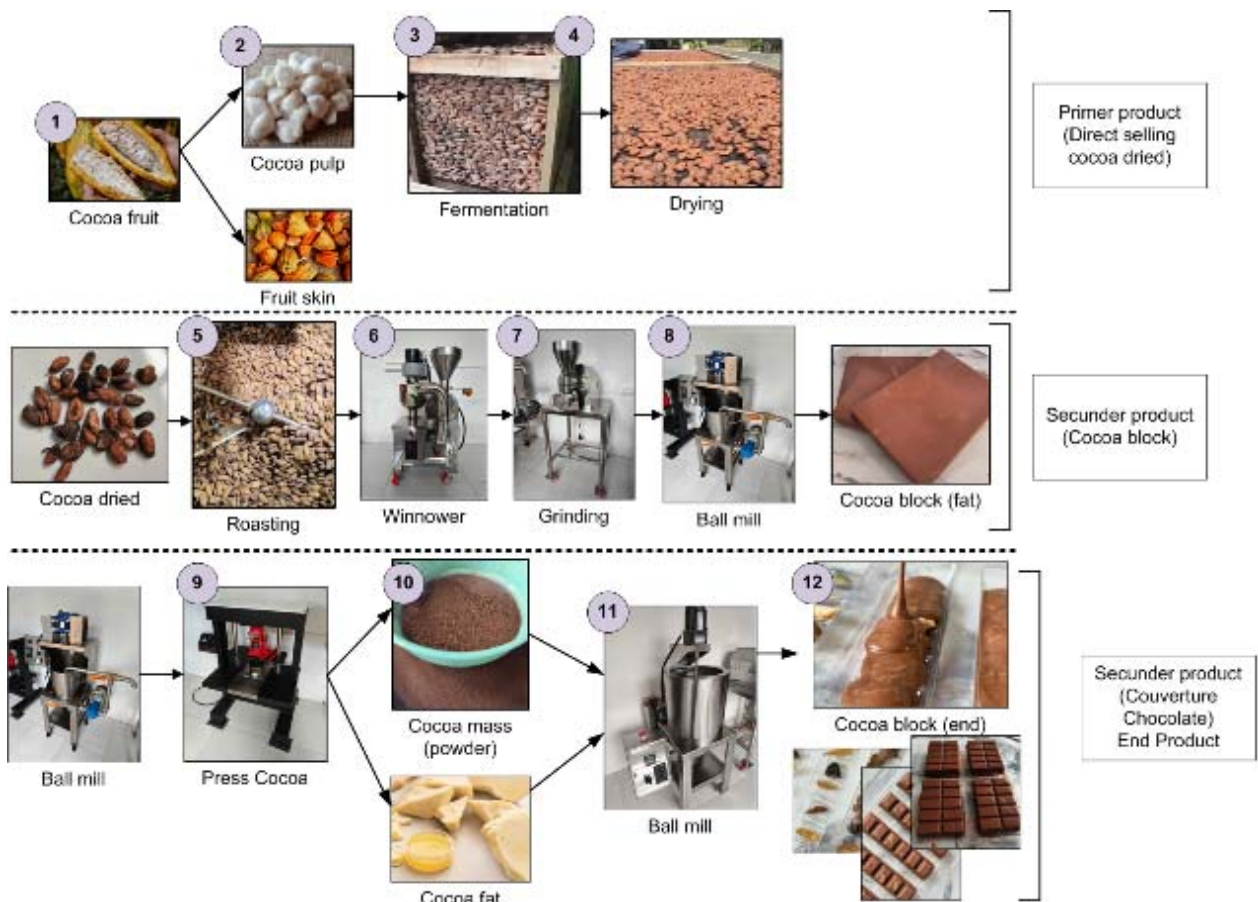 1
2
3
4
Cocoa fruit
Cocoa pulp
Fruit skin
Fermentation
Drying
Primer product
(Direct selling
cocoa dried)
5
6
7
8
Cocoa dried
Roasting
Winnower
Grinding
Ball mill
Cocoa block (fat)
Secunder product
(Cocoa block)
9
10
11
12
Ball mill
Press Cocoa
Cocoa mass
(powder)
Cocoa fat
Ball mill
Cocoa block (end)
Secunder product
(Couverture
Chocolate)
End Product